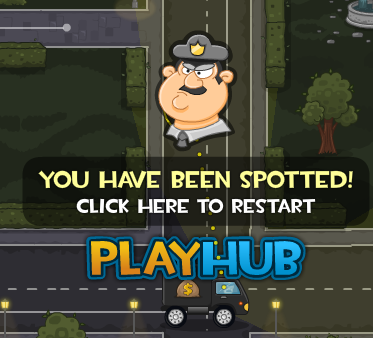 YOU HAVE BEEN SPOTTED!
CLICK HERE TO RESTART
PLAYHUB
$